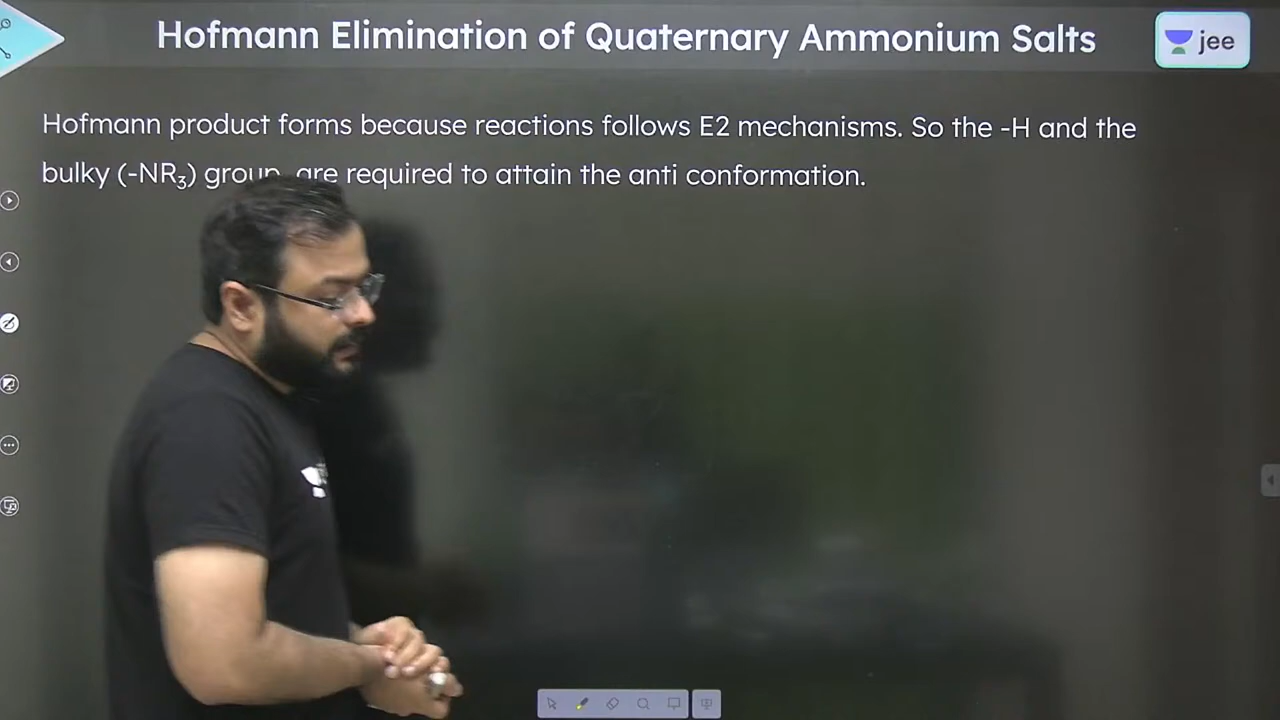 Hofmann Elimination of Quaternary Ammonium Salts
jee
Hofmann product forms because reactions follows E2 mechanisms. So the -H and the
bulky (-NR₃) group, are required to attain the anti conformation.